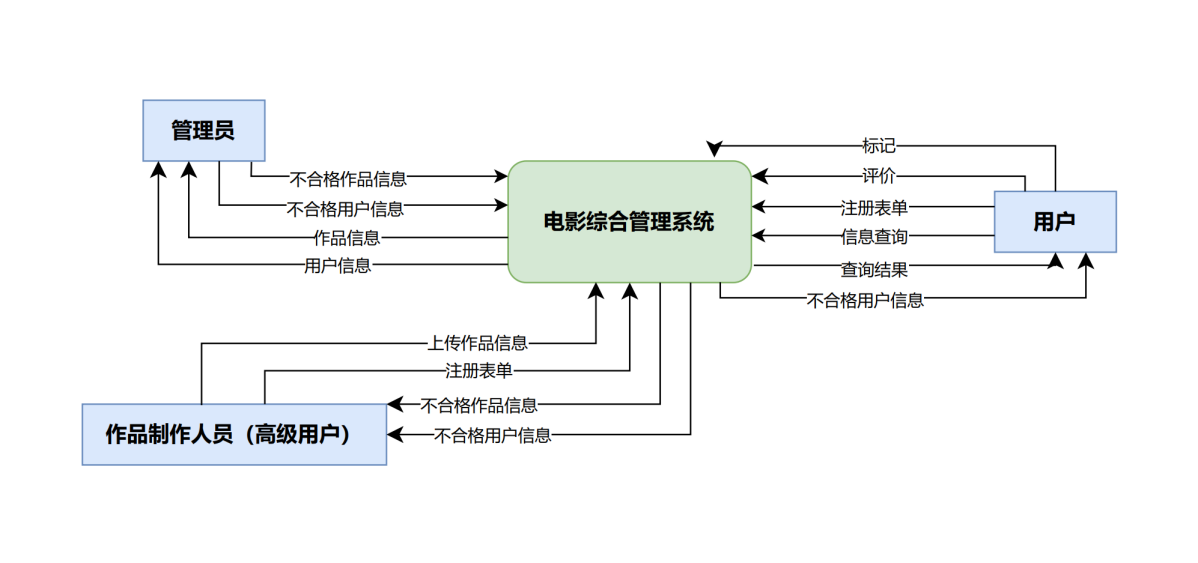 管理员
标记
不合格作品信息
评价
不合格用户信息
注册表单
电影综合管理系统
用户
作品信息
信息查询
用户信息
查询结果
不合格用户信息
上传作品信息
注册表单
不合格作品信息
作品制作人员（高级用户）
不合格用户信息